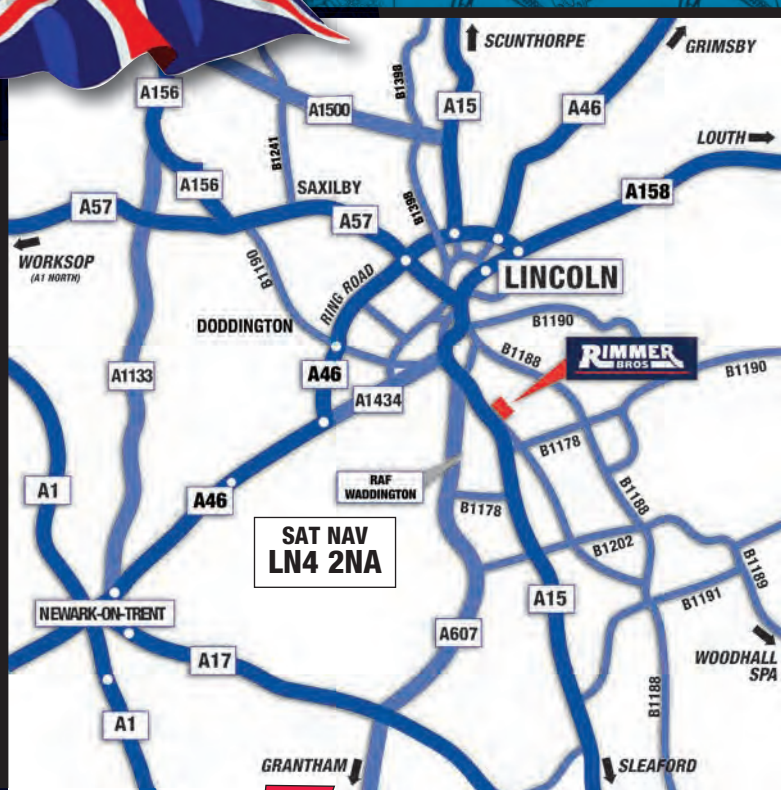 SCUNTHORPE
GRIMSBY
A156
A1500
B1398
A15
A46
LOUTH
B1241
A156
SAXILBY
A158
A57
A57
B1398
WORKSOP
(A1 NORTH)
B1190
RING ROAD
LINCOLN
DODDINGTON
B1190
B1188
RIMMER
BROS
B1190
A1133
A46
A1434
B1178
A1
A46
RAF
WADDINGTON
B1178
B1188
SAT NAV
LN4 2NA
B1202
B1189
NEWARK-ON-TRENT
A15
B1191
A607
A17
WOODHALL
SPA
B1188
A1
GRANTHAM
SLEAFORD